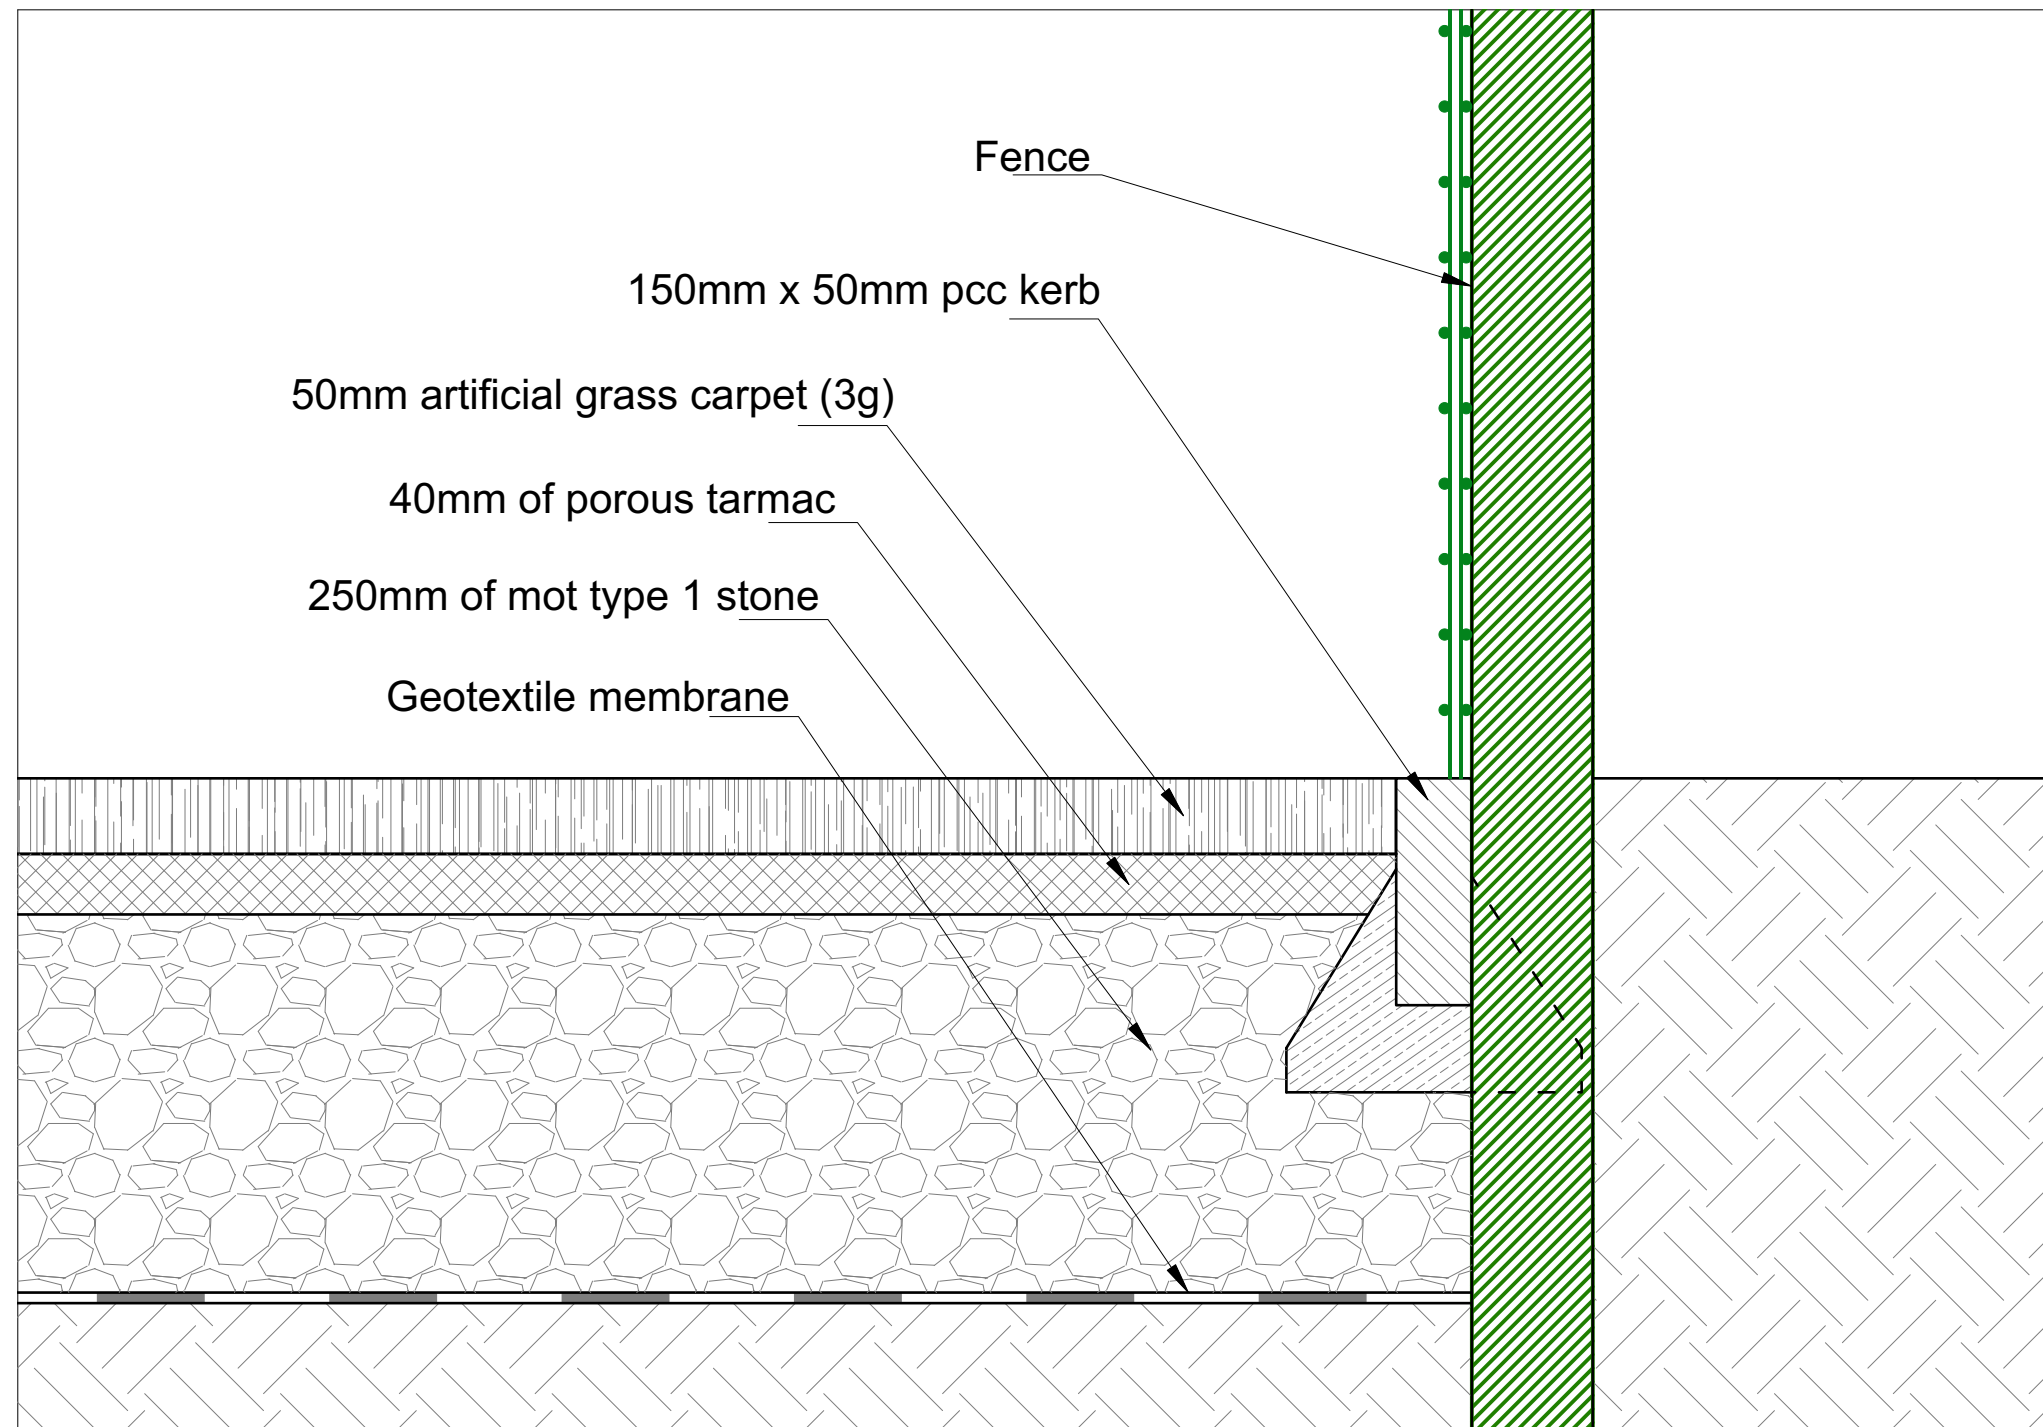 Fence
150mm x 50mm pcc kerb
50mm artificial grass carpet (3g)
40mm of porous tarmac
250mm of mot type 1 stone
Geotextile membrane